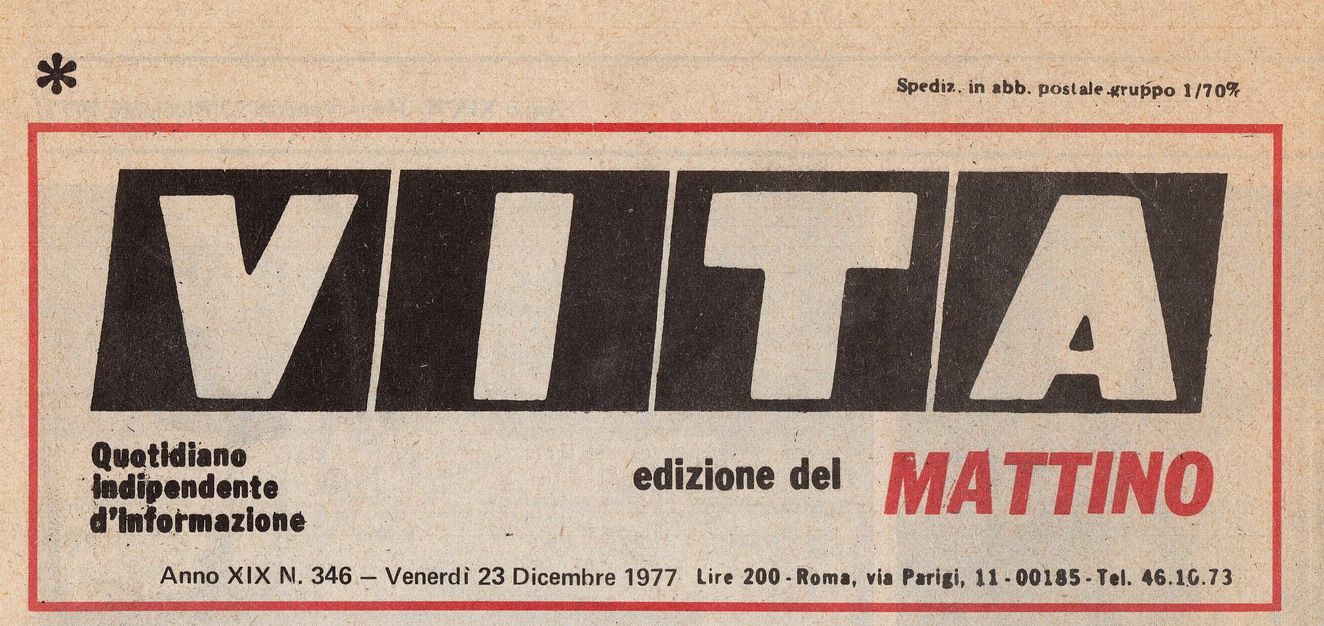 *
Spediz. in abb. postale gruppo 1/70%
VITA
Quotidiano
Indipendente
d'Informazione
edizione del MATTINO
Anno XIX N. 346 – Venerdì 23 Dicembre 1977 Lire 200 - Roma, via Parigi, 11 - 00185 - Tel. 46.10.73